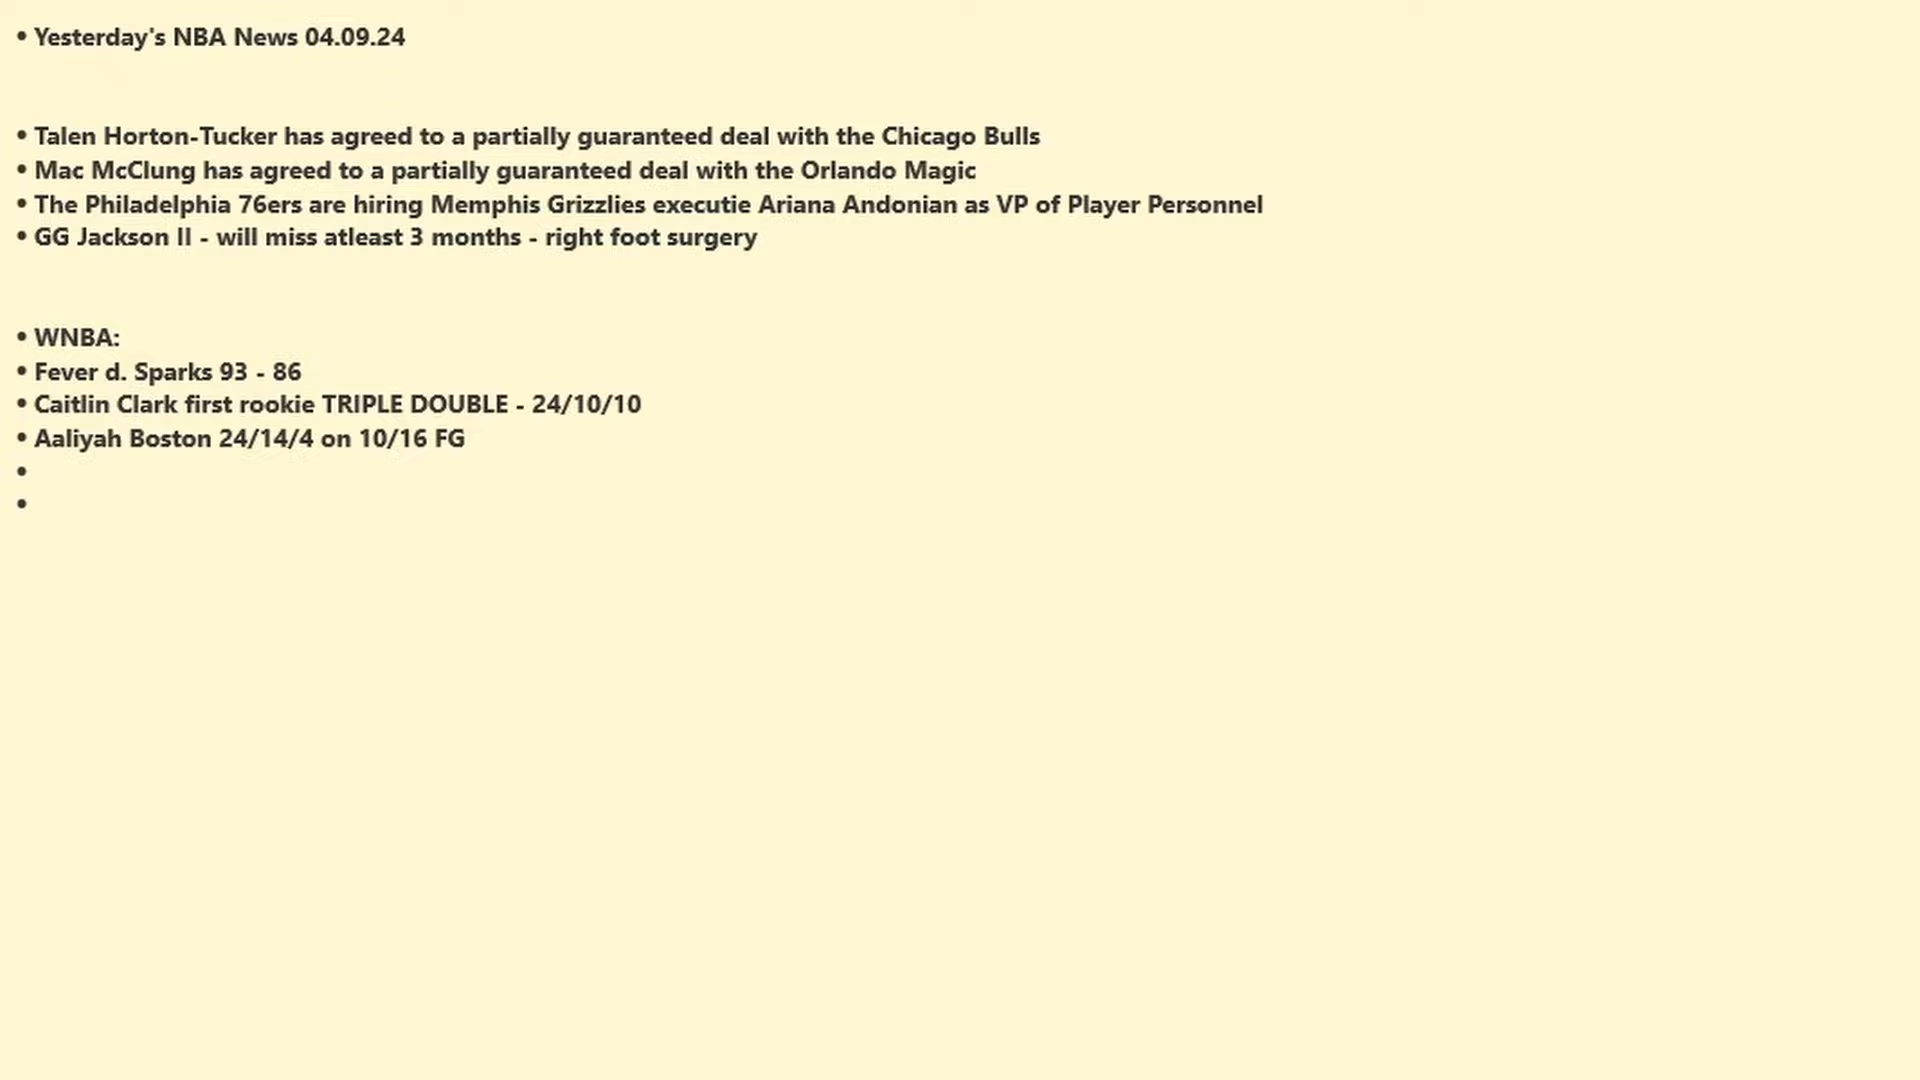 • Yesterday's NBA News 04.09.24
• Talen Horton-Tucker has agreed to a partially guaranteed deal with the Chicago Bulls
• Mac McClung has agreed to a partially guaranteed deal with the Orlando Magic
• The Philadelphia 76ers are hiring Memphis Grizzlies executie Ariana Andonian as VP of Player Personnel
• GG Jackson II - will miss atleast 3 months - right foot surgery
• WNBA:
• Fever d. Sparks 93 - 86
• Caitlin Clark first rookie TRIPLE DOUBLE - 24/10/10
• Aaliyah Boston 24/14/4 on 10/16 FG
•
•